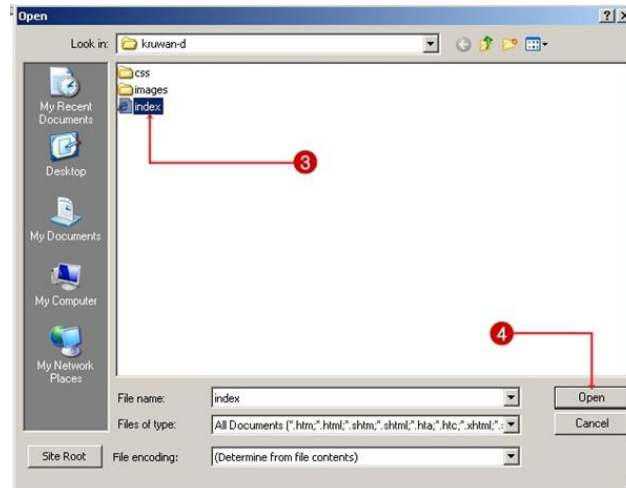 Open
Look in: kruwan-d
css
images
index
My Recent
Documents
Desktop
My Documents
My Computer
My Network
Places
3
4
File name: index Open
Files of type: All Documents (*.htm;*.html;*.shtm;*.shtml;*.hta;*.htc;*.xhtml;*. Cancel
Site Root File encoding: (Determine from file contents)